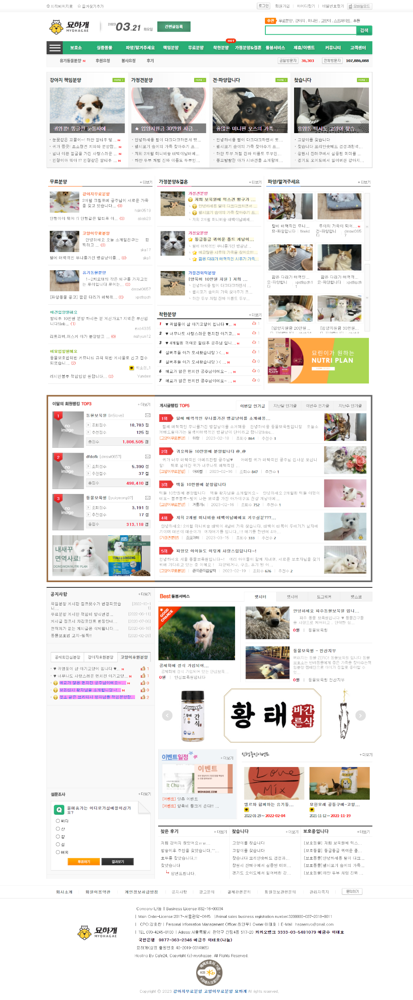 시작페이지로 즐겨찾기추가
로그인 회원가입 아이디찾기 비밀번호찾기 모바일모드
묘하개
MYOHAGAE
2023 03.21 화요일
간편글등록
추천 무료분양, 강아지, 미니핀, 고양이, 스트레이트, 푸들
검색
HOT
보호소 실종동물 파양/맡겨주세요 책임분양 무료분양 착한분양 가정분양&결혼 돌봄서비스 제휴/이벤트 커뮤니티 고객센터
유기동물분양 N 후원요청 봉사요청 후기
금일방문자 36,303 전체방문자 107,886,088
강아지 책임분양 MORE >
귀염콩! 똥글한 눈동자에 ...
눈꽃같은 꼬물이~! 하얀 말티푸 댕... N
귀가 쫑긋! 초소형견 치와와 분양합... N
넘나 이쁜 얼굴을 가진 사랑스러운 ... N
인형이야 뭐야 !? 인형같은 말티푸 아... N
가정견분양 MORE >
★ 입양지원금 30만원 지급...
안녕하세용 털이 다크다크하면서 멋...
웰시코기 솜이의 가족 찾아주기 프...
저희 2개월 미니비숑 태백이남매예...
하얀 두부 처럼 진짜 이름도 두부인...
견-파양합니다 MORE >
흥많은 미니핀 오즈의 가족...
안녕하세용 털이 다크다크하면서 멋...
웰시코기 솜이의 가족 찾아주기 프...
하얀 두부 처럼 진짜 이름도 두부인...
똥꼬발랄한 아가 시바견을 소개할께...
찾습니다 MORE >
응암동 턱시도 고양이 찾습...
고양이를 찾습니다
찾습니다 코리안숏헤드 검정과흰색...
창원시 진해구에서 실종된 미미를 ...
경기도 오이도에서 잃어버린 강아지...
무료분양 + 더보기
강아지무료분양
2개월 크림포메 공주님이 새로운 가족
을 찾고 있습니다... (0)
hsin0519
인형이야 뭐야 !? 인형같은 말티푸 아... (0) abab23
고양이무료분양
안녕하세요 오늘 소개할친구는 깜
찍하고 ... (0)
ska17
털에 매력적인 무늬를가진 뱅갈냥이를... (0) ska1
유기동물분양
1-2키로대의 작은 체구를 가지고있
는 루이입니다 루이는... (0)
dmswl0657
[파양동물 공고] 짧은 다리가 매력적... (0) xpstlspzh
애견입양원해요
말티푸 10만원 분양 하시는 분 계신가요? 지역은 부산입
니다!&nb... (1)
exo4335
리트리버,허스키 아가 분양받고 ... (0) nahyun12
애묘입양원해요
동물보호법위반 커뮤니티 규칙 위반 게시물로 신고 접수
되었습니... (2)
박소정_1
러시안블루 책임입양 원합니다... (0) Yundam
가정분양&결혼 + 더보기
가정견분양
저희 보육원에 믹스견 황구가 ...
안녕하세용 털이 다크다크하면서 ...
웰시코기 솜이의 가족 찾아주기 프...
저희 2개월 미니비숑 태백이남매예...
가정묘분양
동글동글 귀여운 폴드 계냥이...
털에 매력적인 무늬를가진 뱅갈냥...
애교많은 시루의 가족을 찾아요!!!...
짧은 다리가 매력적인 시루가 가족...
가정견위탁분양
[양육비 10만원 지원 ] 저희 ...
안녕하세용 털이 다크다크하면서 ...
웰시코기 솜이의 가족 찾아주기 프...
하얀 두부 처럼 진짜 이름도 두부...
착한분양 + 더보기
1 ♥ 귀염둥이 샴 아기고양이 입니다 ♥... N 1
2 ♥ 너무나도 사랑스러운 먼치킨 아기고... N 1
3 ♥ 4개월된 귀여운 말티푸 공주님 입니... N 1
4 실버푸들 아가 모셔왔습니당 ><... N 1
5 실버푸들 아가 모셔왔습니당 >< ... N 0
6 애교가 많은 먼치킨 공주님이예요~ ... N 0
7 애교가 많은 먼치킨 공주님이예요~ ... N 0
파양/맡겨주세요 + 더보기
털에 매력적인 무늬...
묘-파양합니다 tkwkd
루이의 가족이 되어... N
견-파양합니다 dmswl0657
짧은 다리가 매력인...
묘-파양합니다 xpstlspzh11
짧은 다리가 매력적...
묘-파양합니다 xpstlspzh
[입양지원금 20만원...
[입양지원금 30만원...
묘린이가 원하는
NUTRI PLAN
이달의 회원랭킹 TOP3 + 더보기
1 no image
동물보육원 [in5love]
조회점수 18,783 점
추천점수 125 점
총점수 1,806,505 점
2 no image
dfdofk [dmswl0657]
조회점수 5,390 점
추천점수 37 점
총점수 498,410 점
3 no image
동물보육원 [jyukyeong97]
조회점수 3,191 점
추천점수 17 점
총점수 313,118 점
내새꾸
면역사료!
DONGWON NUTRI PLAN
NUTRI PLAN
TUNA & GINSENG
게시글랭킹 TOP5 이번달 인기글 지난달 인기글 이번주 인기글 지난주 인기글
1위 털에 매력적인 무늬를가진 뱅갈냥이를 소개해용...
털에 매력적인 무늬를가진 뱅갈냥이를 소개해용 안녕하세용 동물보육원입니당 오늘소
개해드릴아가는 털색이매력적인 뱅갈냥이 단이라고 합니당&nbs...
[고양이무료분양] 하랑 2023-02-18 조회수 864 추천수 3
2위 귀요미들 10만원에 분양합니다 @_@
귀가 너무 매력적인 아메리칸컬 공주님♥ 아메컬 귀가 매력적인 공주님 집사분 모십니
당! 뒤로 넘어간 귀가 너무나도 매력적인 ...
[고양이무료분양] 아메컬 2023-02-16 조회수 847 추천수 1
3위 렉돌 10만원에 분양합니다
렉돌 10만원에 분양합니다 렉돌 왕자님을 소개할게요~ 안녕하세요 2개월된 렉돌 아깽이
예요~ 블루블루~빛이 나는 모색을 가진 아가이구요 천상 개냥이예...
[고양이무료분양] 거품기x 2023-02-16 조회수 752 추천수 1
4위 저희 2개월 미니비숑 태백이남매예요 키우실분???...
안녕하세요! 2개월 미니비숑 태백이 4남매 가족 찾습니다. 태백이 태북이 두애기가 남자애
기이며 태빈이 태순이가 여자애기들 입니다..!!! 애기들 한번에 4아...
[가정견분양] 조또마떼 2023-03-15 조회수 333 추천수 2
5위 파양묘 아이들도 이렇게 사랑스럽답니다~!
안녕하세요 서울 동물보육원입니다~! 여러 아이들이 함께 지내며, 새로운 보호자님을 찾기
위해 기다리고 있는 중 이예요 ! 파양되거나, 구조, 유기 된 아...
[고양이무료분양] 쫀뜩쫀뜩찹쌀떡 2023-02-19 조회수 676 추천수 2
공지사항 + 더보기
책임분양 게시판 점프횟수가 변경되었습니... [2022-10-11]
무료분양 게시판 책임비 양식변경... [2022-06-11]
게시글 점프시 차감포인트 변동안내... [2020-07-06]
연락처가 없는 게시글은 삭제됩니다.... [2020-04-16]
동물보호법 고지-필독!! [2020-02-28]
공제회안심분양 강아지후원분양 고양이후원분양
♥ 귀염둥이 샴 아기고양이 입니다 ♥... N 1
♥ 너무나도 사랑스러운 먼치킨 아기고양... N 1
애교가 많은 먼치킨 공주님이예요~ ... N 0
브리티시 왕자님을 소개합니당~!... N 0
젖소 같은 브리티시 왕자님을 책임분양합... 2
Best 돌봄서비스 펫시터 캣시터 도그워커 펫스코
GOOD CHANCE
공제회에 정식 가입되어...
공제회에 정식 가입되어 있는 안심보육...
0원 안심보육원입니다
안녕하세요 파주동물보육원 입니...
파주 동물 보육원입니다 ♥ 동물친구들
을 사랑으로 케어하고 , 안락한 쉼...
0원 동물보육원
동물보육원 - 안산지부
버려지는 동물 ZERO! 동물보육원 입니다 동물
보호소는 반려동물에게 좋은 가족을 찾아주는책
임분양 캠페인으로 아이가 정말로 좋아할 수
있...
0원 동물보육원 안산지부
황태 간식
황태 바른간식
이벤트일정 + 더보기
이벤트
It Chu
MOHAGAE.COM
[이벤트] 잇츄 이벤트
[이벤트] 양육비 통크게 쏜다!! ...
진행중인이벤트 + 더보기
Love
Mix
엘르와 함께하는 유기동...
2022-01-29 ~ 2022-02-04
묘한모래 공동구매-고양...
2021-11-12 ~ 2021-11-19
설문조사 + 더보기
Q 올해휴가는 어디로가실예정이신가요?
바다
산
강
섬
해외
투표하기 결과보기
찾은 후기 + 더보기
저희 강아지 찾았어요ㅠㅠ...
방송이후 주인을 찾았습니다.^^...
호두를 찾았습니다.!!
찾았습니다
답변드립니다.
찾습니다 + 더보기
고양이를 찾습니다
고양이를 찾습니다
찾습니다 코리안숏헤드 검정과...
창원시 진해구에서 실종된 미미...
경기도 오이도에서 잃어버린 강...
보호중입니다 + 더보기
[보호동물] 저희 보육원에 믹스...
[보호동물] 동글동글 귀여운 폴...
[보호동물]안녕하세용 털이 다크...
[보호동물]웰시코기 솜이의 가족...
[보호동물]하얀 두부 처럼 진짜 ...
회사소개 회원이용약관 개인정보취급방침 공지사항 광고문의 결제관련문의 회원정보관련문의 관리자쪽지 문의하기
묘하개
MYOHAGAE
Company:나눔 | Business License:832-16-00034
| Main Order-License:2017-서울관악-0445 |Animal sales business registration number:3200000-037-2018-0011
| CPO:강호찬 | Personal Information Management Officer:최민우| Owner 이태호 | E-Mail hagaemyo@gmail.com
| TEL 070-4245-0100 | Adress:서울특별시 관악구 신림4동 517-20 카카오뱅크 3333-03-5481079 예금주 이태호
국민은행 9877-363-2346 예금주 이태호(나눔)
묘하개(상표 출원번호 40-2019-0014965)
Hosting By Cafe24, Copyright (c) myohagae. All Rights Reserved.
매매보호의 기준
KB
KB에스크로이체
Copyright ⓒ 2023 강아지무료분양 고양이무료분양 묘하개 All rights reserved.